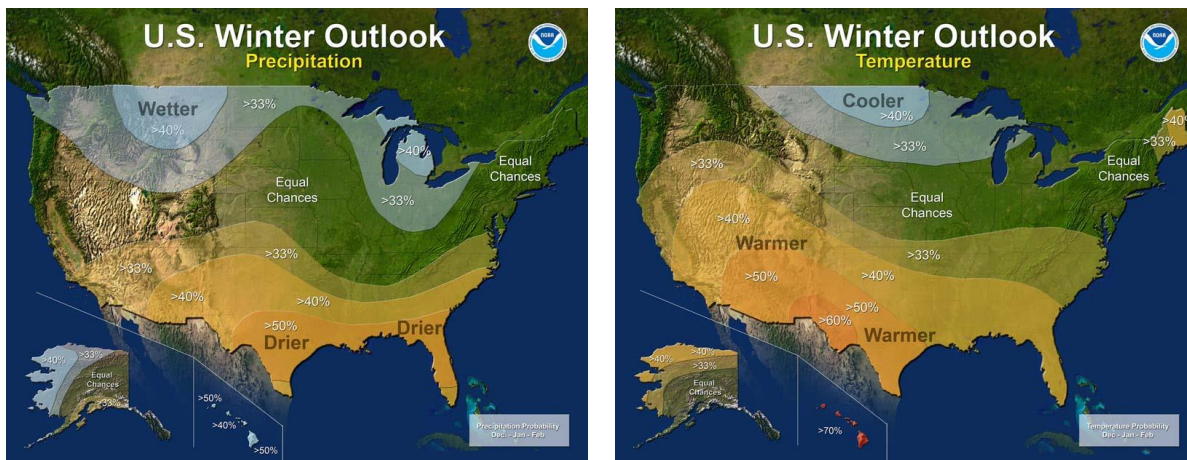 U.S. Winter Outlook
Precipitation
NOAA
Wetter
>33%
>40%
>40%
Equal
Chances
Equal
Chances
>33%
>33%
>33%
>40%
>40%
>50%
Drier
Drier
>40%
>33%
Equal
Chances
>33%
>50%
>40%
>50%
Precipitation Probability
Dec - Jan - Feb
U.S. Winter Outlook
Temperature
NOAA
Cooler
>40%
>40%
>33%
>33%
>33%
Equal
Chances
Equal
Chances
>40%
Warmer
>33%
>50%
>40%
>50%
>60%
Warmer
>40%
>40%
>33%
Equal
Chances
>70%
Temperature Probability
Dec - Jan - Feb